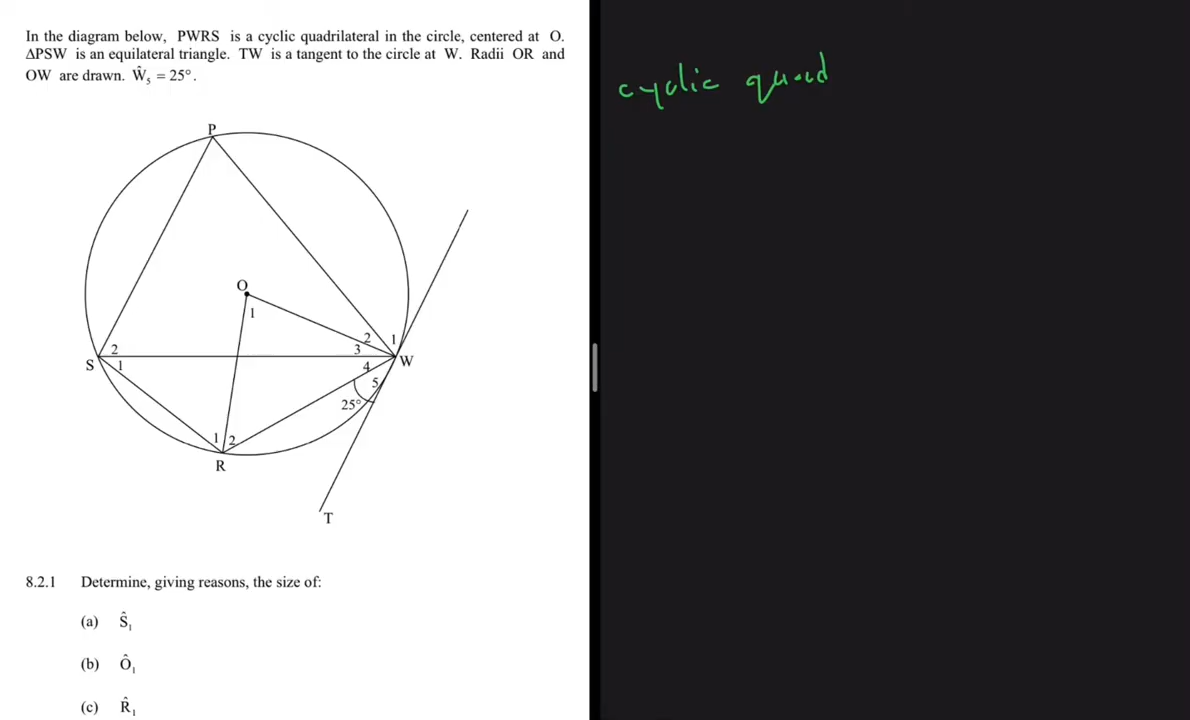 In the diagram below, PWRS is a cyclic quadrilateral in the circle, centered at O.
ΔPSW is an equilateral triangle. TW is a tangent to the circle at W. Radii OR and
OW are drawn. Ŵ₅ = 25°.
cyclic quad
P
O
1
2
1
3
2
S
1
4
W
5
25°
1
2
R
T
8.2.1 Determine, giving reasons, the size of:
(a) Ŝ₁
(b) Ô₁
(c) R̂₁